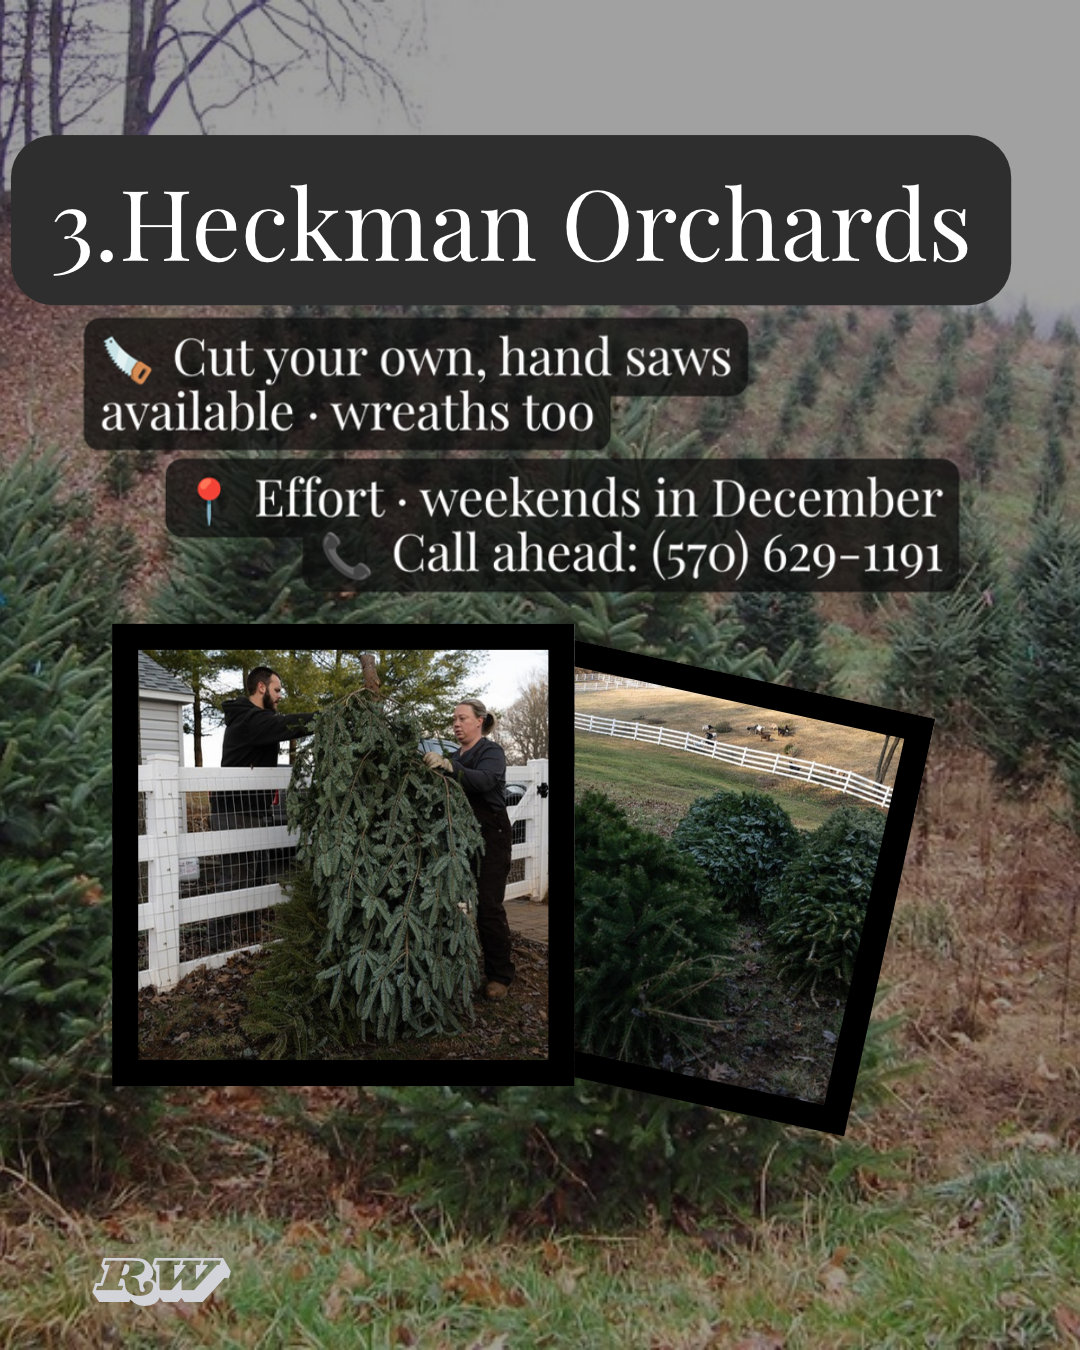 3.Heckman Orchards
🪚 Cut your own, hand saws
available · wreaths too
📍 Effort · weekends in December
📞 Call ahead: (570) 629-1191
RW